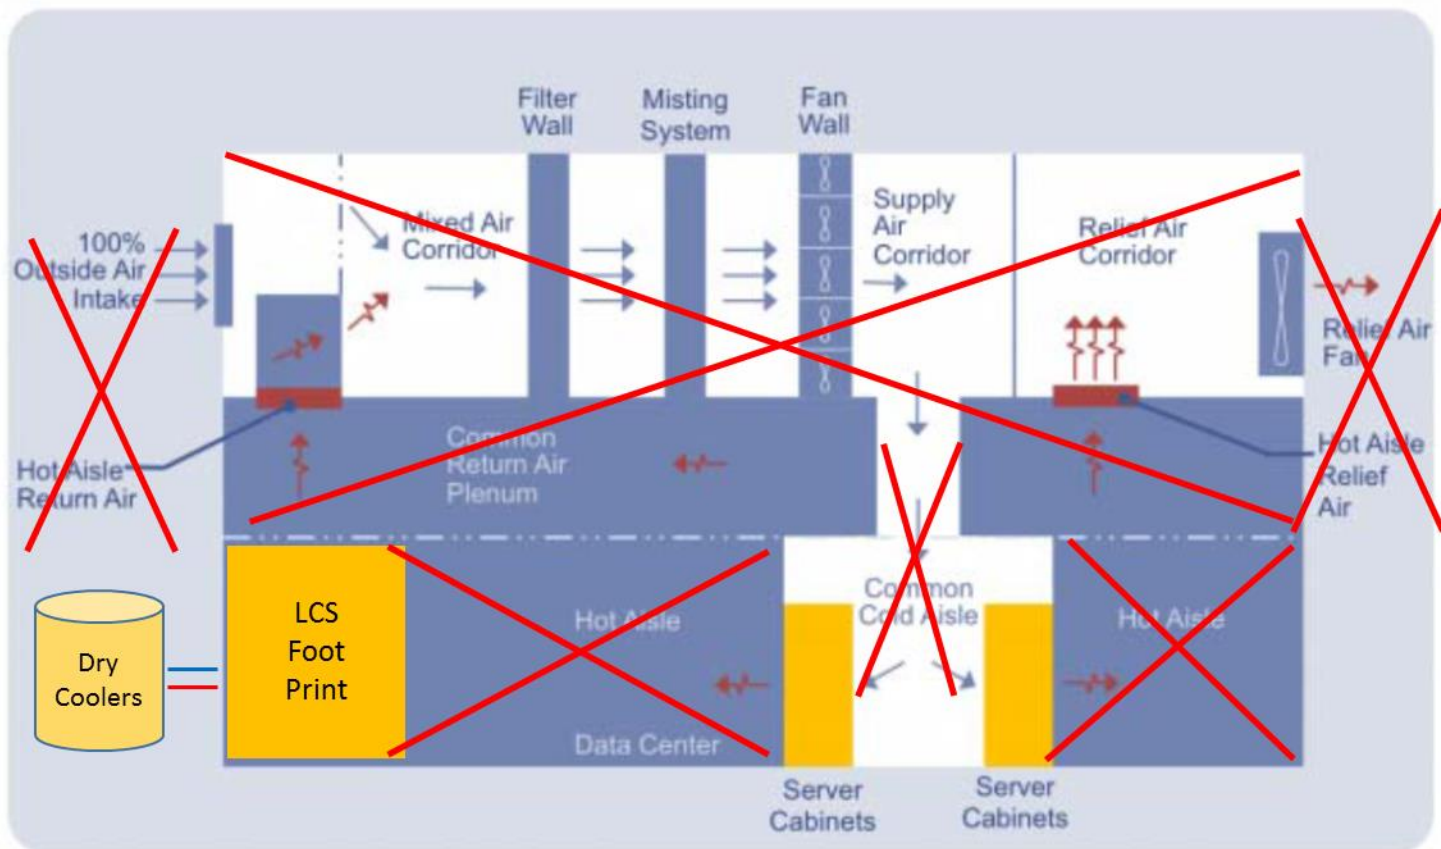 Filter
Wall
Misting
System
Fan
Wall
100%
Outside Air
Intake
Mixed Air
Corridor
Supply
Air
Corridor
Relief Air
Corridor
Relief Air
Fan
Hot Aisle
Return Air
Common
Return Air
Plenum
Hot Aisle
Relief
Air
Dry
Coolers
LCS
Foot
Print
Hot Aisle
Common
Cold Aisle
Hot Aisle
Data Center
Server
Cabinets
Server
Cabinets